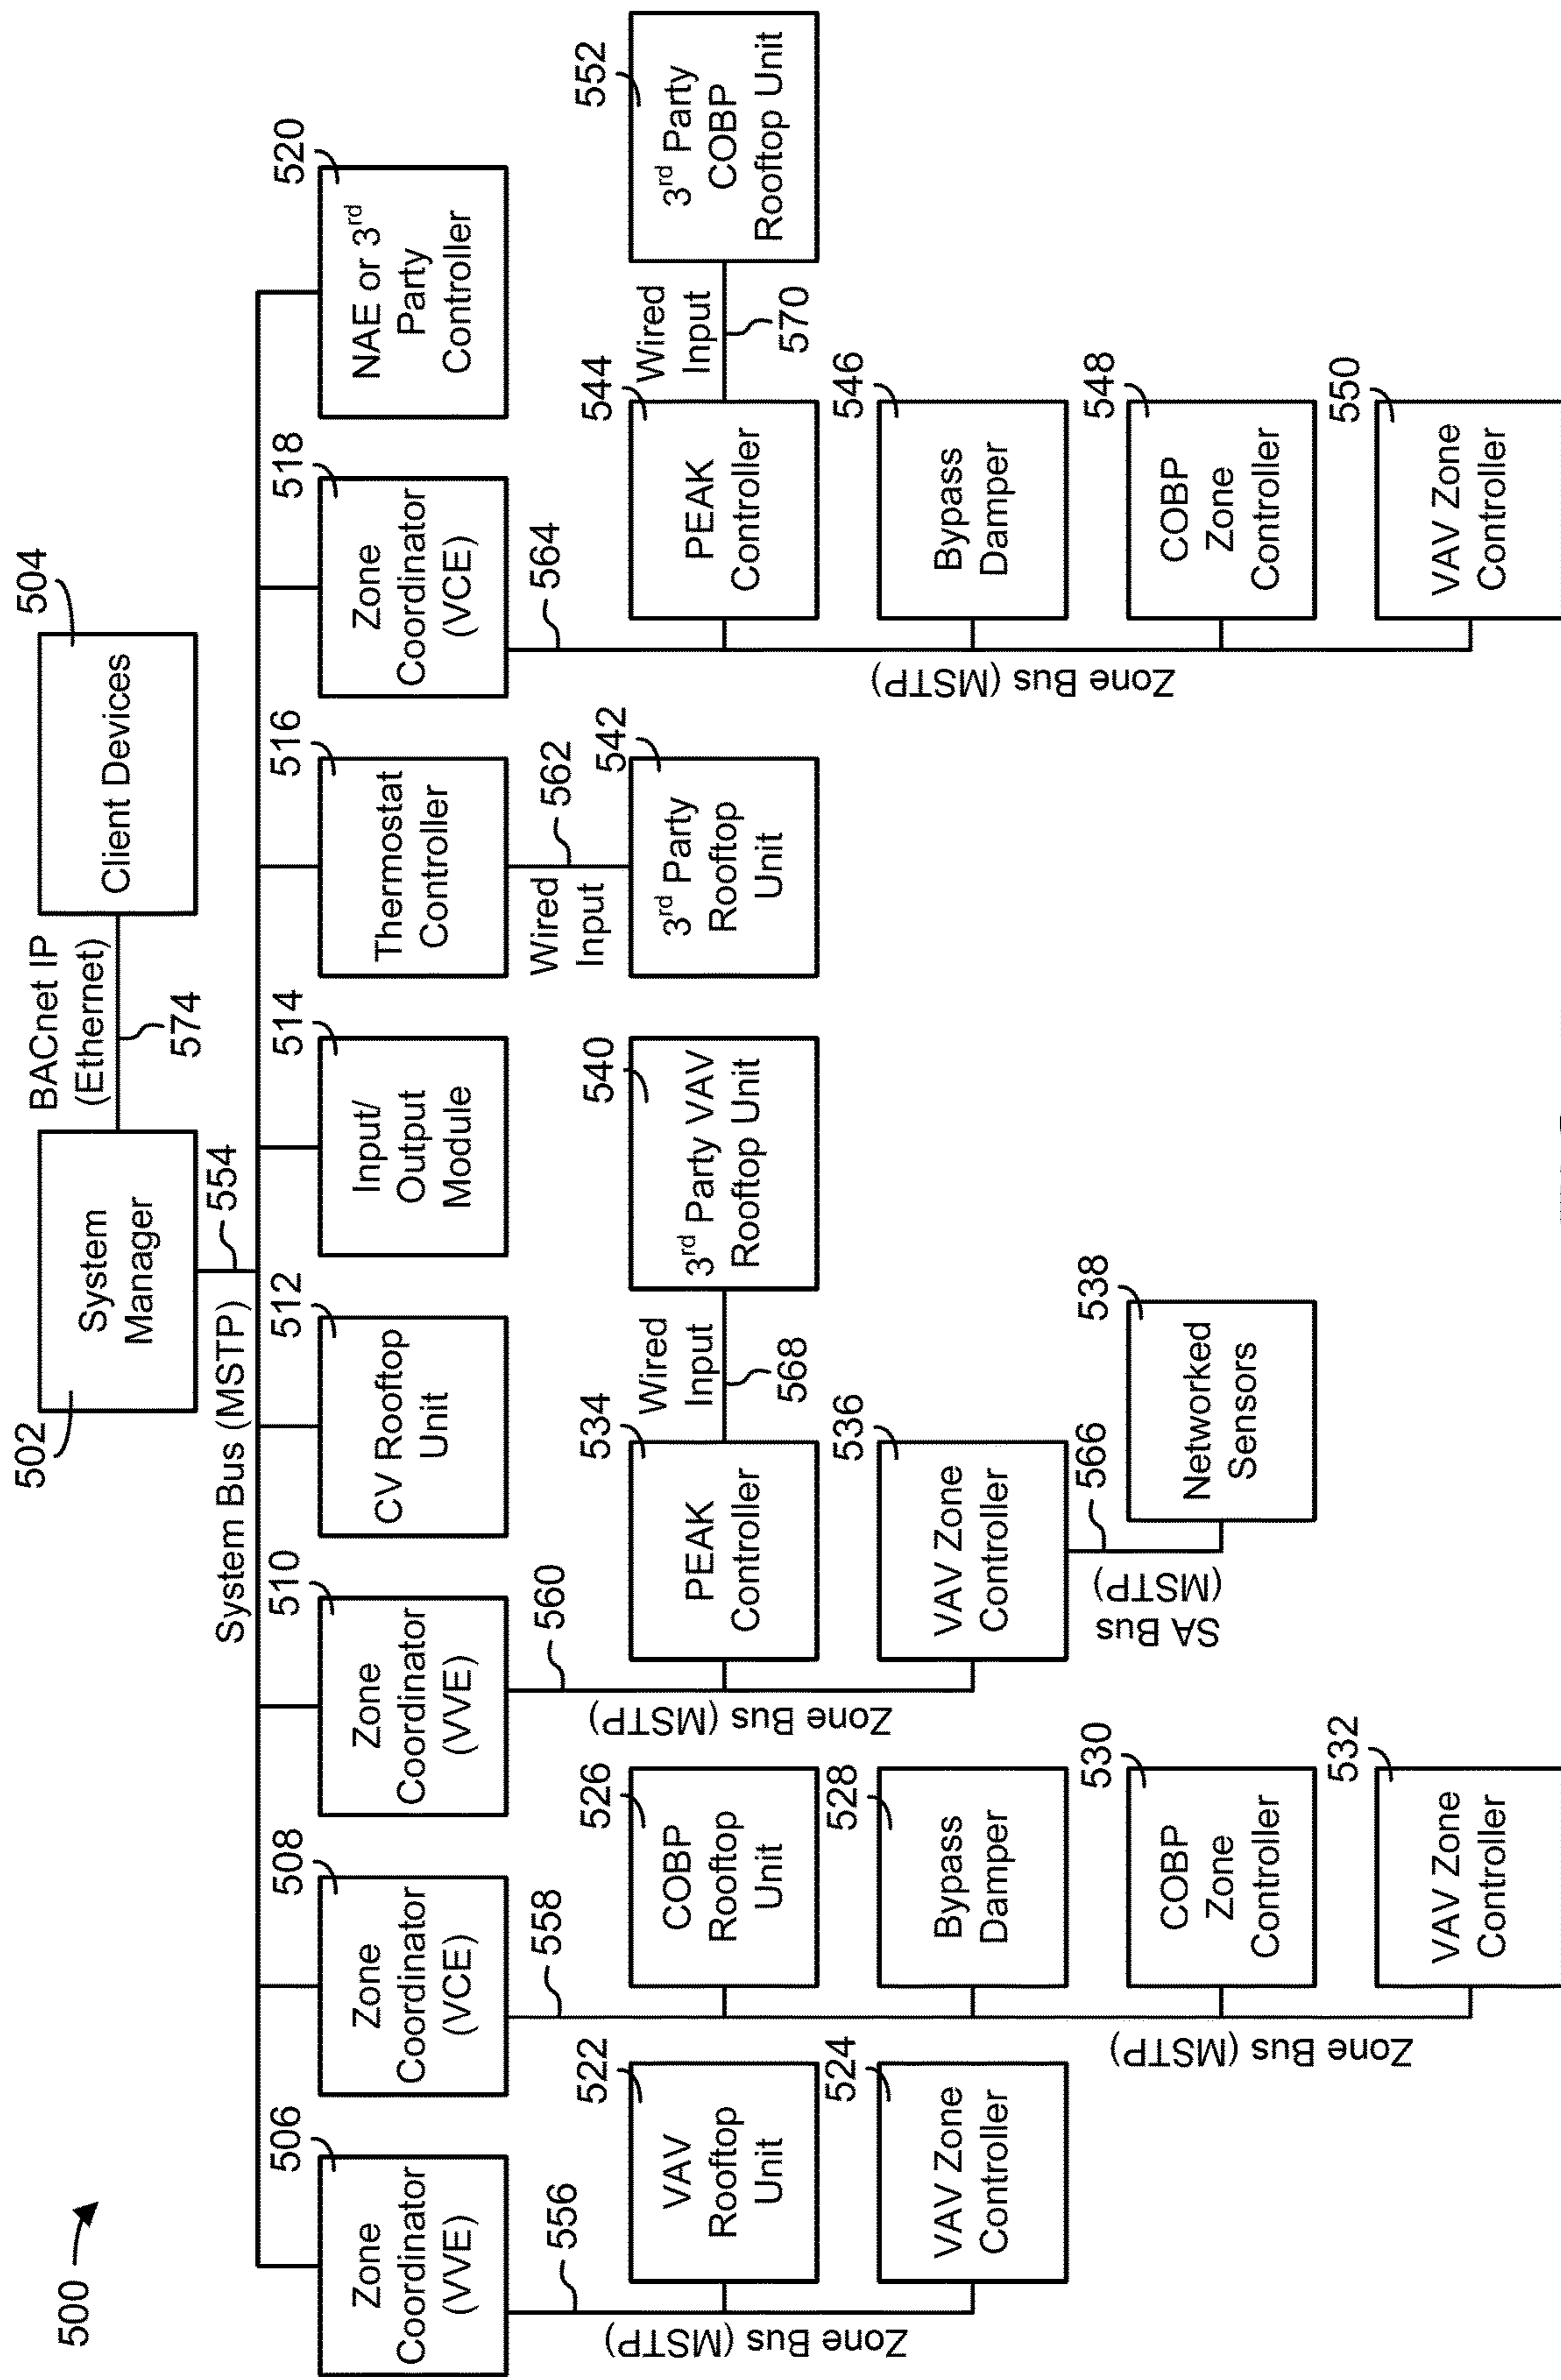 500
502
System
Manager
BACnet IP
(Ethernet)
574
504
Client Devices
System Bus (MSTP)
554
506
Zone
Coordinator
(VVE)
508
Zone
Coordinator
(VCE)
510
Zone
Coordinator
(VVE)
512
CV Rooftop
Unit
514
Input/
Output
Module
516
Thermostat
Controller
518
Zone
Coordinator
(VCE)
520
NAE or 3rd
Party
Controller
556
Zone Bus (MSTP)
522
VAV
Rooftop
Unit
524
VAV Zone
Controller
558
Zone Bus (MSTP)
526
COBP
Rooftop
Unit
528
Bypass
Damper
530
COBP
Zone
Controller
532
VAV Zone
Controller
560
Zone Bus (MSTP)
534
PEAK
Controller
Wired
Input
568
540
3rd Party VAV
Rooftop Unit
536
VAV Zone
Controller
566
SA Bus
(MSTP)
538
Networked
Sensors
Wired
Input
562
542
3rd Party
Rooftop
Unit
564
Zone Bus (MSTP)
544
PEAK
Controller
Wired
Input
570
552
3rd Party
COBP
Rooftop Unit
546
Bypass
Damper
548
COBP
Zone
Controller
550
VAV Zone
Controller